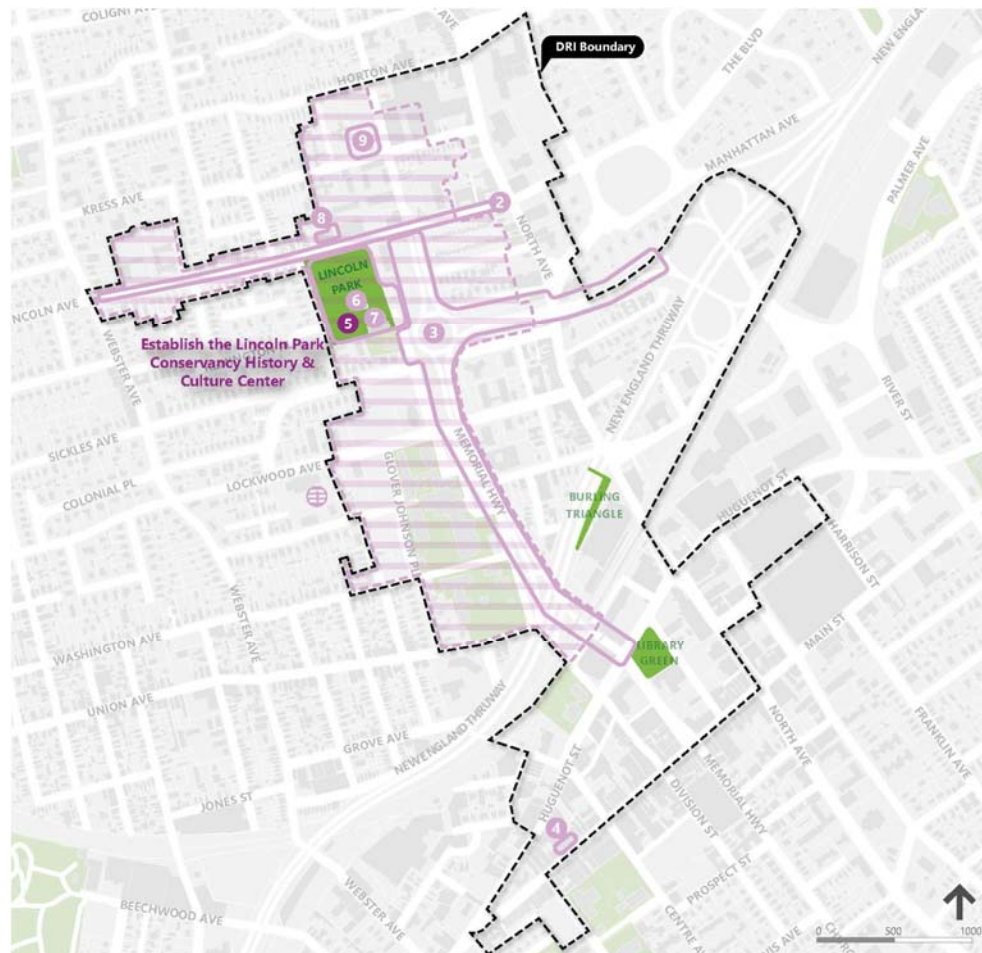 COLIGNI AVE
DRI Boundary
THE BLVD
NEW ENGLAND
HORTON AVE
9
MANHATTAN AVE
PALMER AVE
KRESS AVE
2
8
NORTH AVE
LINCOLN
PARK
6
5
7
3
NCOLN AVE
WEBSTER AVE
Establish the Lincoln Park
Conservancy History &
Culture Center
NEW ENGLAND THRUWAY
RIVER ST
SICKLES AVE
COLONIAL PL
LOCKWOOD AVE
GLOVER JOHNSON PL
MEMORIAL HWY
BURLING
TRIANGLE
HUGUENOT ST
HARRISON ST
MAIN ST
WASHINGTON AVE
WEBSTER AVE
LIBRARY
GREEN
UNION AVE
GROVE AVE
NEW ENGLAND THRUWAY
NORTH AVE
FRANKLIN AVE
JONES ST
HUGUENOT ST
DIVISION ST
MEMORIAL HWY
4
PROSPECT ST
BEECHWOOD AVE
WEBSTER AVE
CENTRE AV
IS AVE
0 500 1000